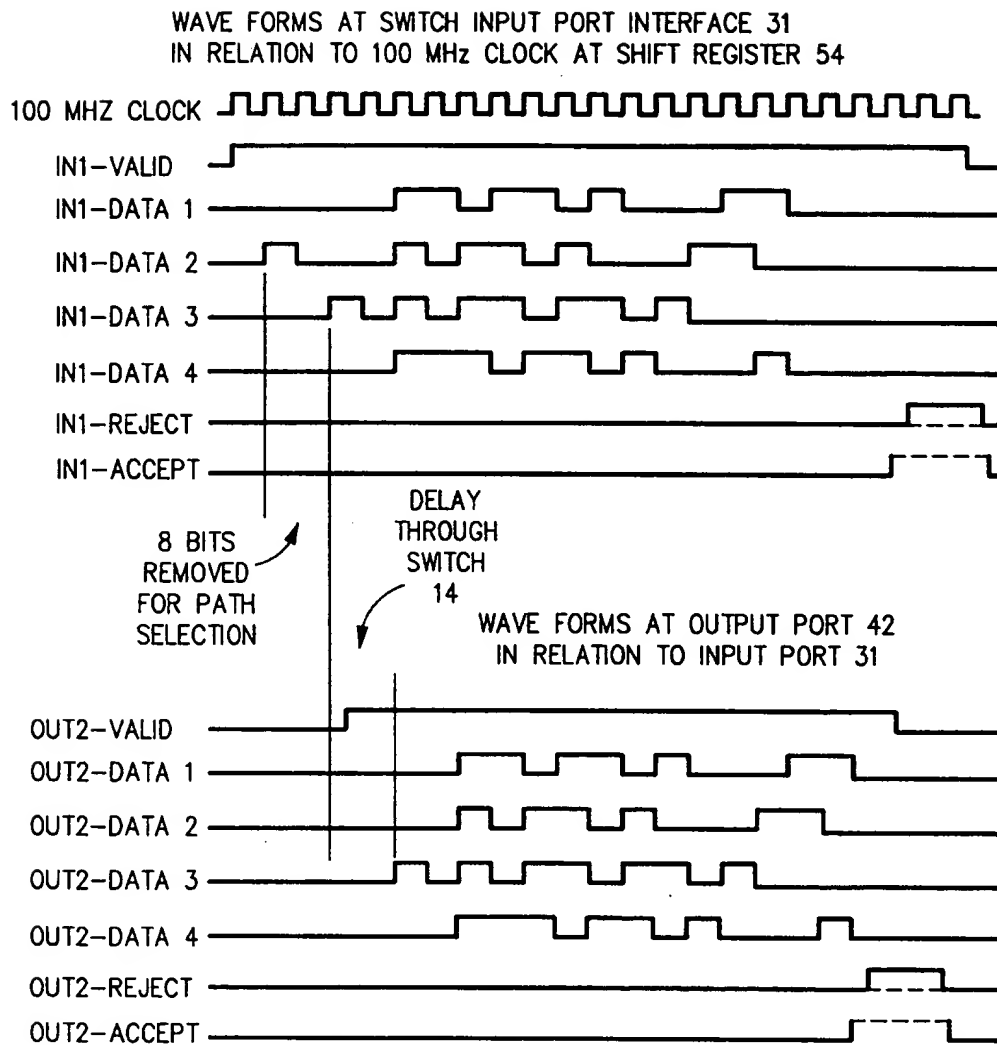 WAVE FORMS AT SWITCH INPUT PORT INTERFACE 31
IN RELATION TO 100 MHz CLOCK AT SHIFT REGISTER 54
100 MHZ CLOCK
IN1-VALID
IN1-DATA 1
IN1-DATA 2
IN1-DATA 3
IN1-DATA 4
IN1-REJECT
IN1-ACCEPT
8 BITS
REMOVED
FOR PATH
SELECTION
DELAY
THROUGH
SWITCH
14
WAVE FORMS AT OUTPUT PORT 42
IN RELATION TO INPUT PORT 31
OUT2-VALID
OUT2-DATA 1
OUT2-DATA 2
OUT2-DATA 3
OUT2-DATA 4
OUT2-REJECT
OUT2-ACCEPT